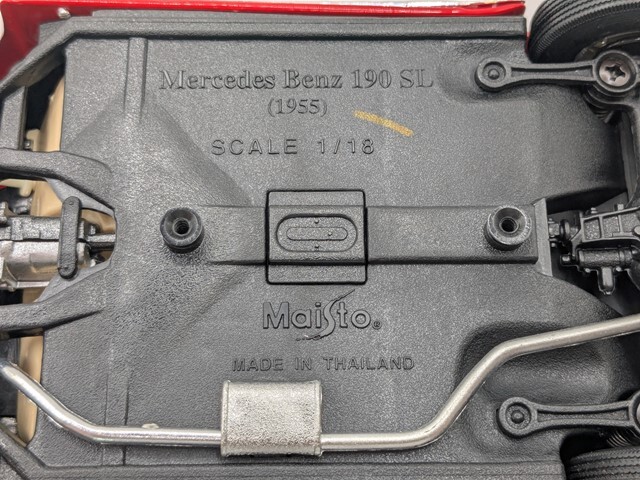 Mercedes Benz 190 SL
(1955)
SCALE 1/18
Maisto®
MADE IN THAILAND